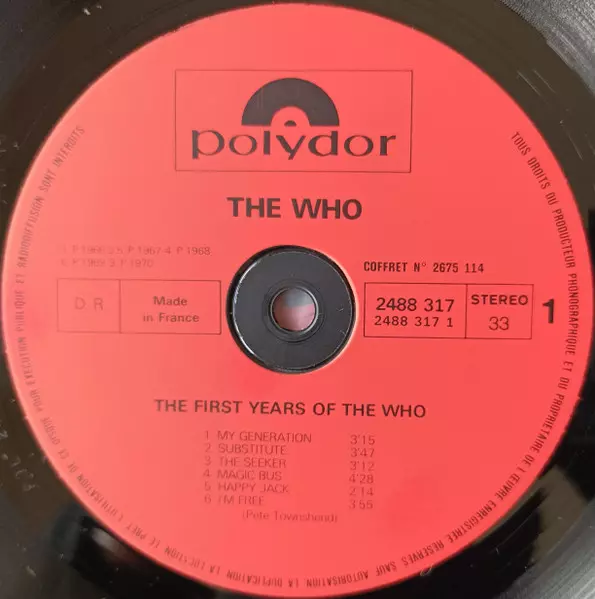 polydor
THE WHO
COFFRET N° 2675 114
D.R
Made
in France
2488 317
2488 317 1
STEREO
33
1
THE FIRST YEARS OF THE WHO
1 MY GENERATION 3'15
2 SUBSTITUTE 3'47
3 THE SEEKER 3'12
4 MAGIC BUS 4'28
5 HAPPY JACK 2'14
6 I'M FREE 3'55
(Pete Townshend)
TOUS DROITS DU PRODUCTEUR PHONOGRAPHIQUE ET DU PROPRIETAIRE DE L'ŒUVRE ENREGISTREE RESERVES SAUF AUTORISATION LA DUPLICATION LA LOCATION LE PRET L'UTILISATION DE CE DISQUE POUR EXECUTION PUBLIQUE ET RADIODIFFUSION SONT INTERDITS